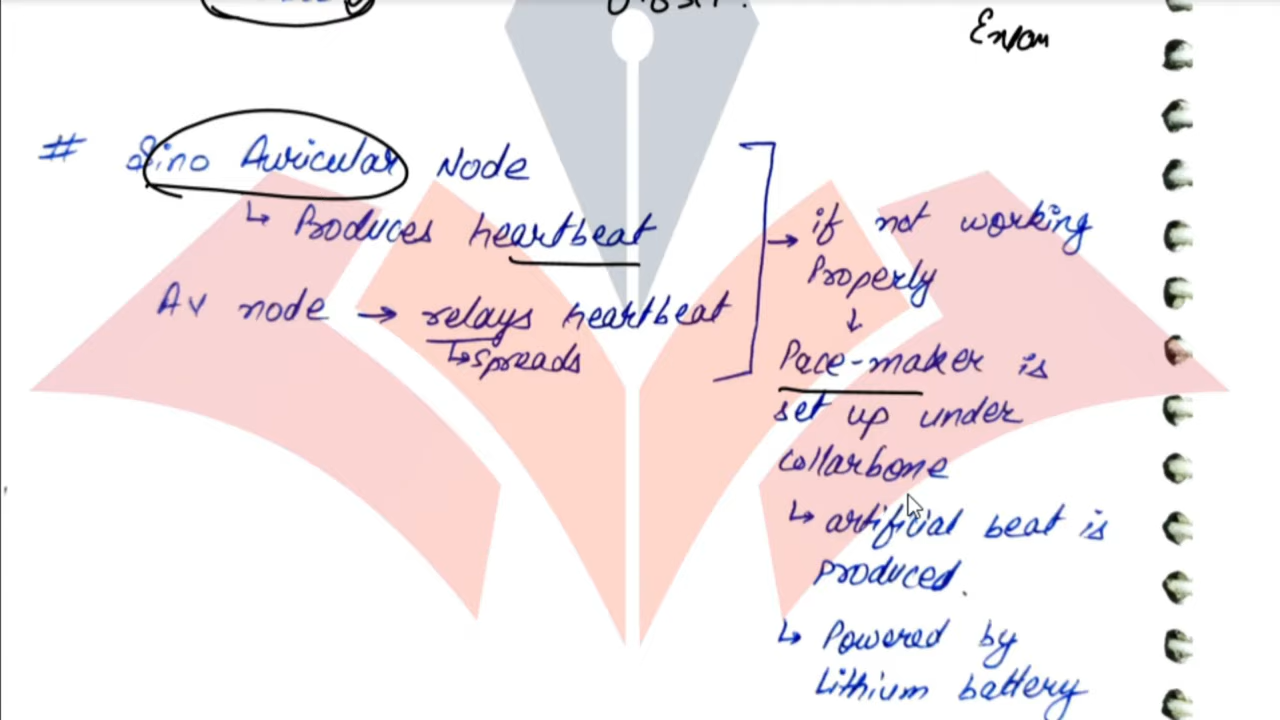 Enpom
# Sino Auricular Node
↳ Produces heartbeat
AV node → relays heartbeat
↳ spreads
→ if not working
Properly
↓
Pace-maker is
set up under
collarbone
↳ artificial beat is
produced.
↳ Powered by
Lithium battery